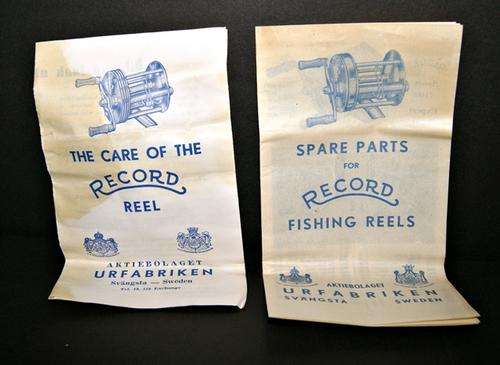 THE CARE OF THE
RECORD
REEL
AKTIEBOLAGET
URFABRIKEN
Svängsta — Sweden
SPARE PARTS
FOR
RECORD
FISHING REELS
AKTIEBOLAGET
URFABRIKEN
SVÄNGSTA SWEDEN